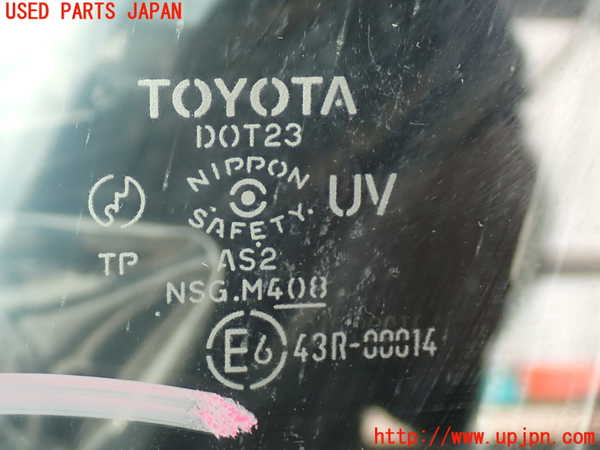 USED PARTS JAPAN
TOYOTA
DOT23
NIPPON
SAFETY
UV
TP
AS2
NSG.M408
E6 43R-00014
http://www.upjpn.com/